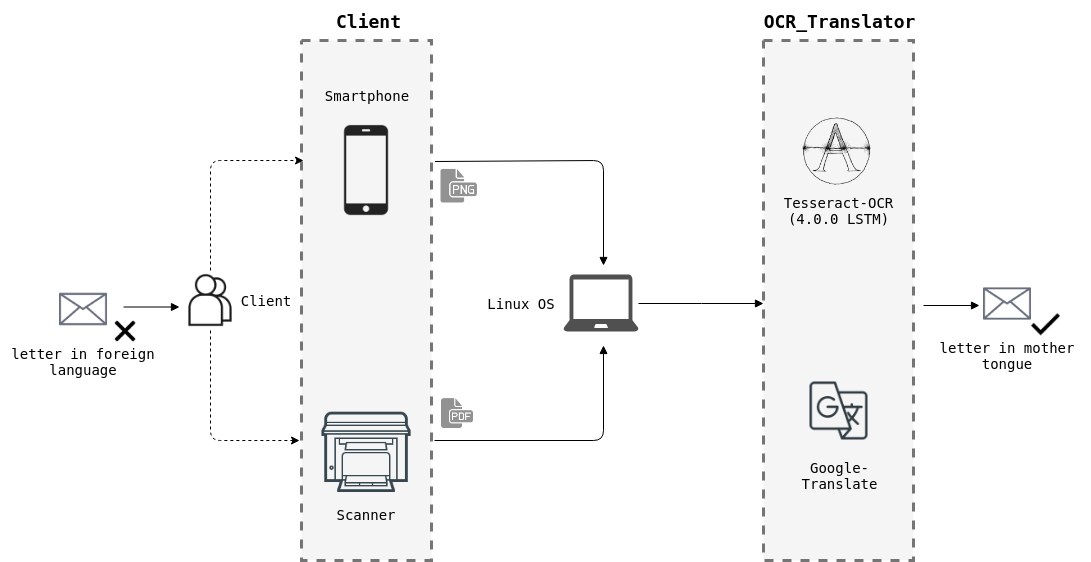 Client
OCR_Translator
Smartphone
PNG
Tesseract-OCR
(4.0.0 LSTM)
Client
Linux OS
letter in foreign
language
letter in mother
tongue
PDF
G
文
Google-
Translate
Scanner